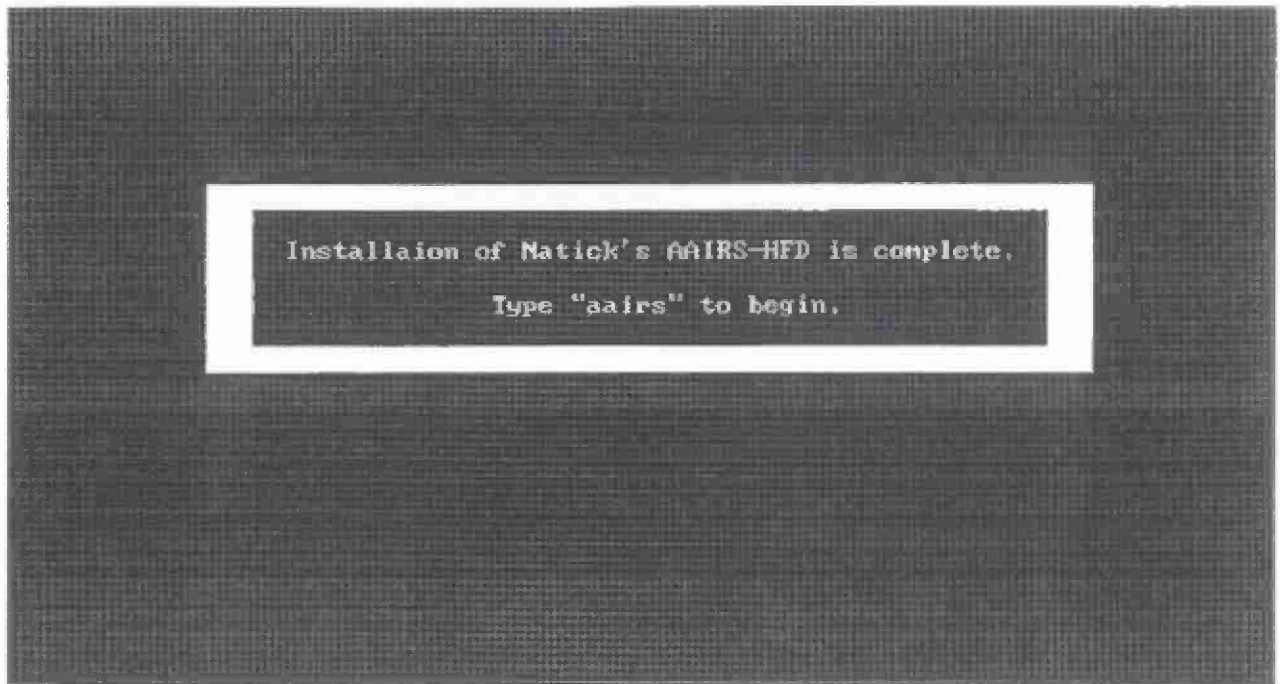 Installaion of Natick's AAIRS-HFD is complete.
Type "aairs" to begin.